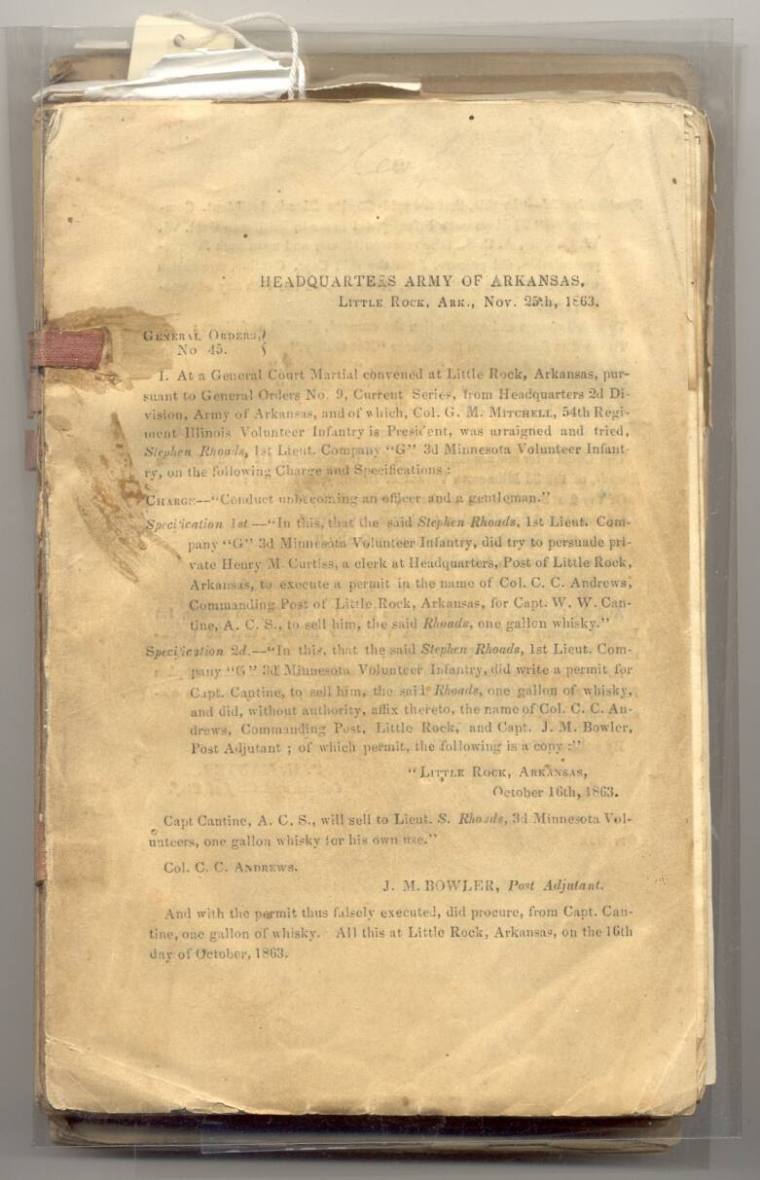 HEADQUARTERS ARMY OF ARKANSAS,
LITTLE ROCK, ARK., Nov. 25th, 1863.
GENERAL ORDERS,}
No 45.
I. At a General Court Martial convened at Little Rock, Arkansas, pur-
suant to General Orders No. 9, Current Series, from Headquarters 2d Di-
vision, Army of Arkansas, and of which, Col. G. M. MITCHELL, 54th Regi-
ment Illinois Volunteer Infantry is President, was arraigned and tried,
Stephen Rhoads, 1st Lieut. Company "G" 3d Minnesota Volunteer Infant-
ry, on the following Charge and Specifications :
CHARGE—"Conduct unbecoming an officer and a gentleman."
Specification 1st—"In this, that the said Stephen Rhoads, 1st Lieut. Com-
pany "G" 3d Minnesota Volunteer Infantry, did try to persuade pri-
vate Henry M. Curtiss, a clerk at Headquarters, Post of Little Rock,
Arkansas, to execute a permit in the name of Col. C. C. Andrews,
Commanding Post of Little Rock, Arkansas, for Capt. W. W. Can-
tine, A. C. S., to sell him, the said Rhoads, one gallon whisky."
Specification 2d.—"In this, that the said Stephen Rhoads, 1st Lieut. Com-
pany "G" 3d Minnesota Volunteer Infantry, did write a permit for
Capt. Cantine, to sell him, the said Rhoads, one gallon of whisky,
and did, without authority, affix thereto, the name of Col. C. C. An-
drews, Commanding Post, Little Rock, and Capt. J. M. Bowler,
Post Adjutant ; of which permit, the following is a copy :"
"LITTLE ROCK, ARKANSAS,
October 16th, 1863.
Capt Cantine, A. C. S., will sell to Lieut. S. Rhoads, 3d Minnesota Vol-
unteers, one gallon whisky for his own use."
Col. C. C. ANDREWS.
J. M. BOWLER, Post Adjutant.
And with the permit thus falsely executed, did procure, from Capt. Can-
tine, one gallon of whisky. All this at Little Rock, Arkansas, on the 16th
day of October, 1863.